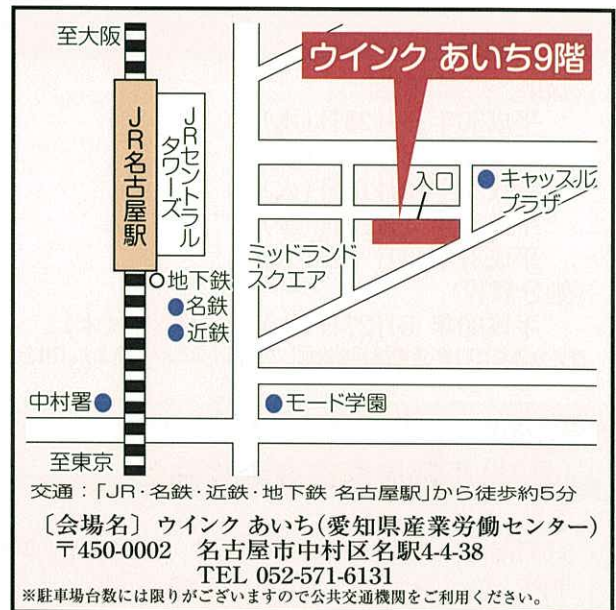 至大阪
ウインク あいち9階
JR名古屋駅
JRセントラル
タワーズ
入口
キャッスル
プラザ
ミッドランド
スクエア
地下鉄
名鉄
近鉄
中村署
モード学園
至東京
交通：「JR・名鉄・近鉄・地下鉄 名古屋駅」から徒歩約5分
〔会場名〕ウインク あいち(愛知県産業労働センター)
〒450-0002 名古屋市中村区名駅4-4-38
TEL 052-571-6131
※駐車場台数には限りがございますので公共交通機関をご利用ください。